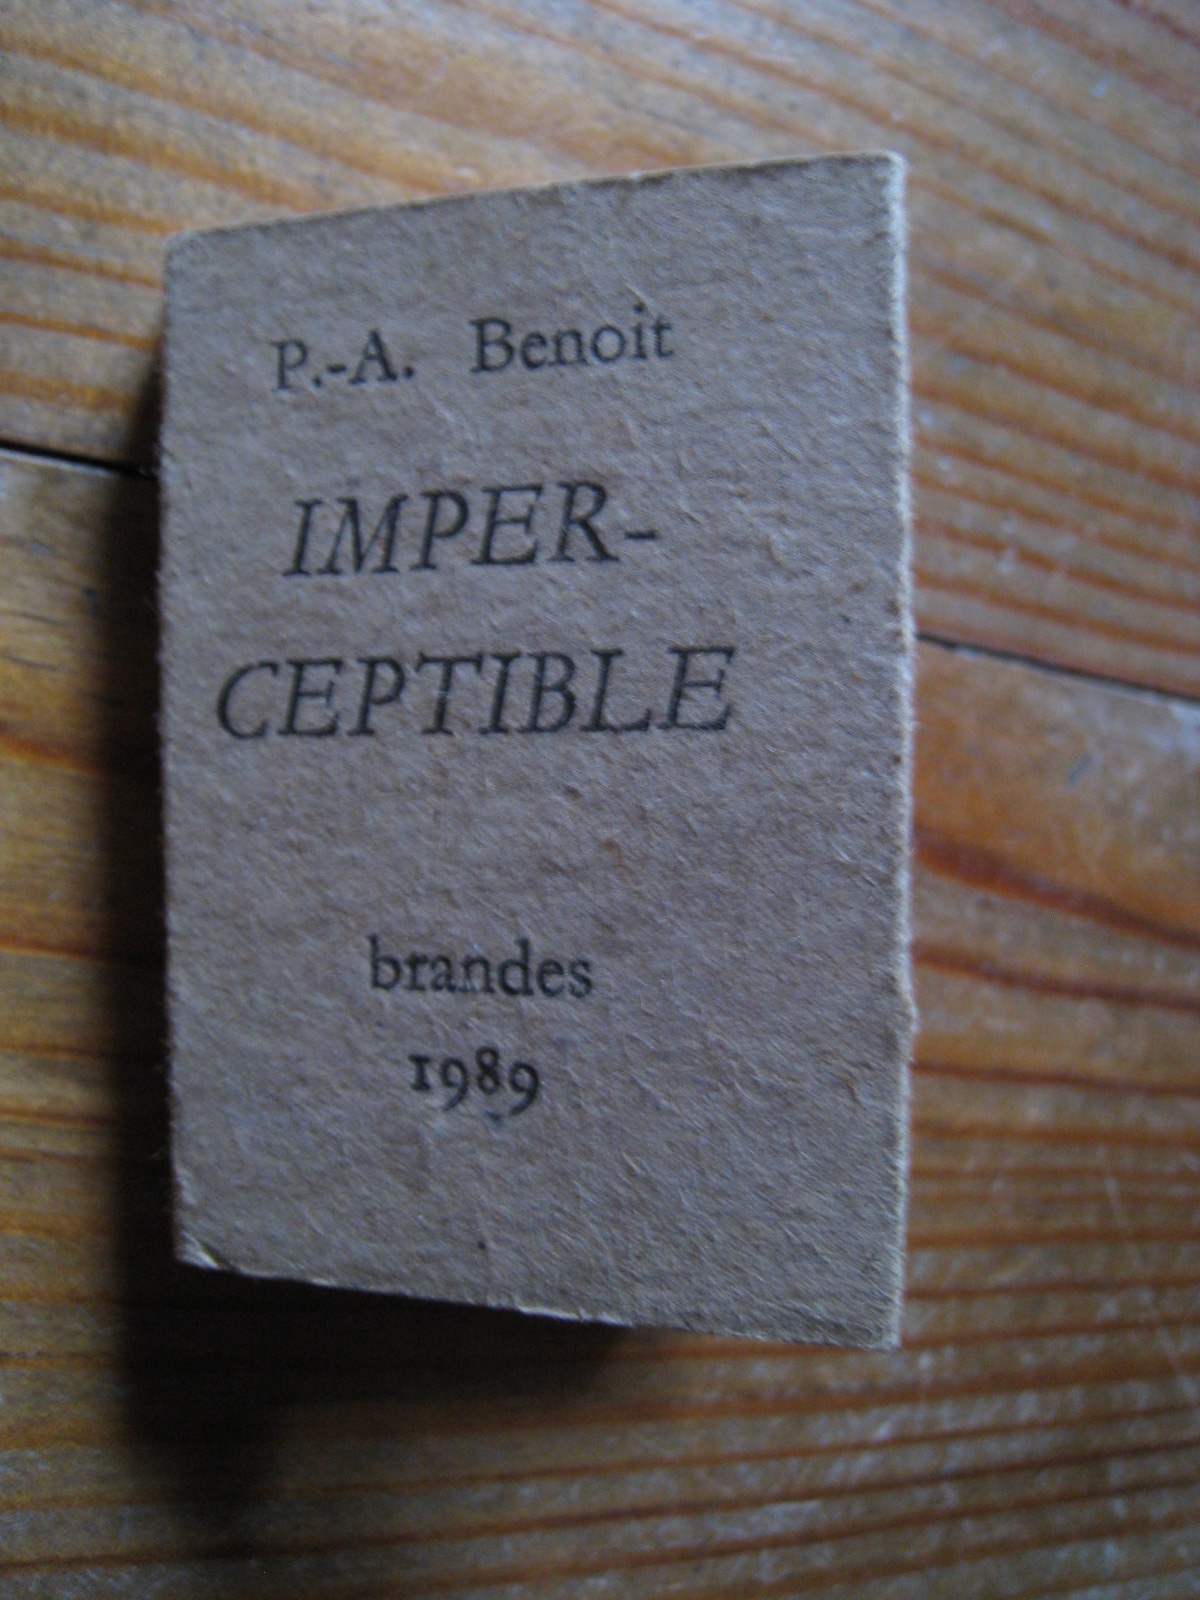 P.-A. Benoit
IMPER-
CEPTIBLE
brandes
1989